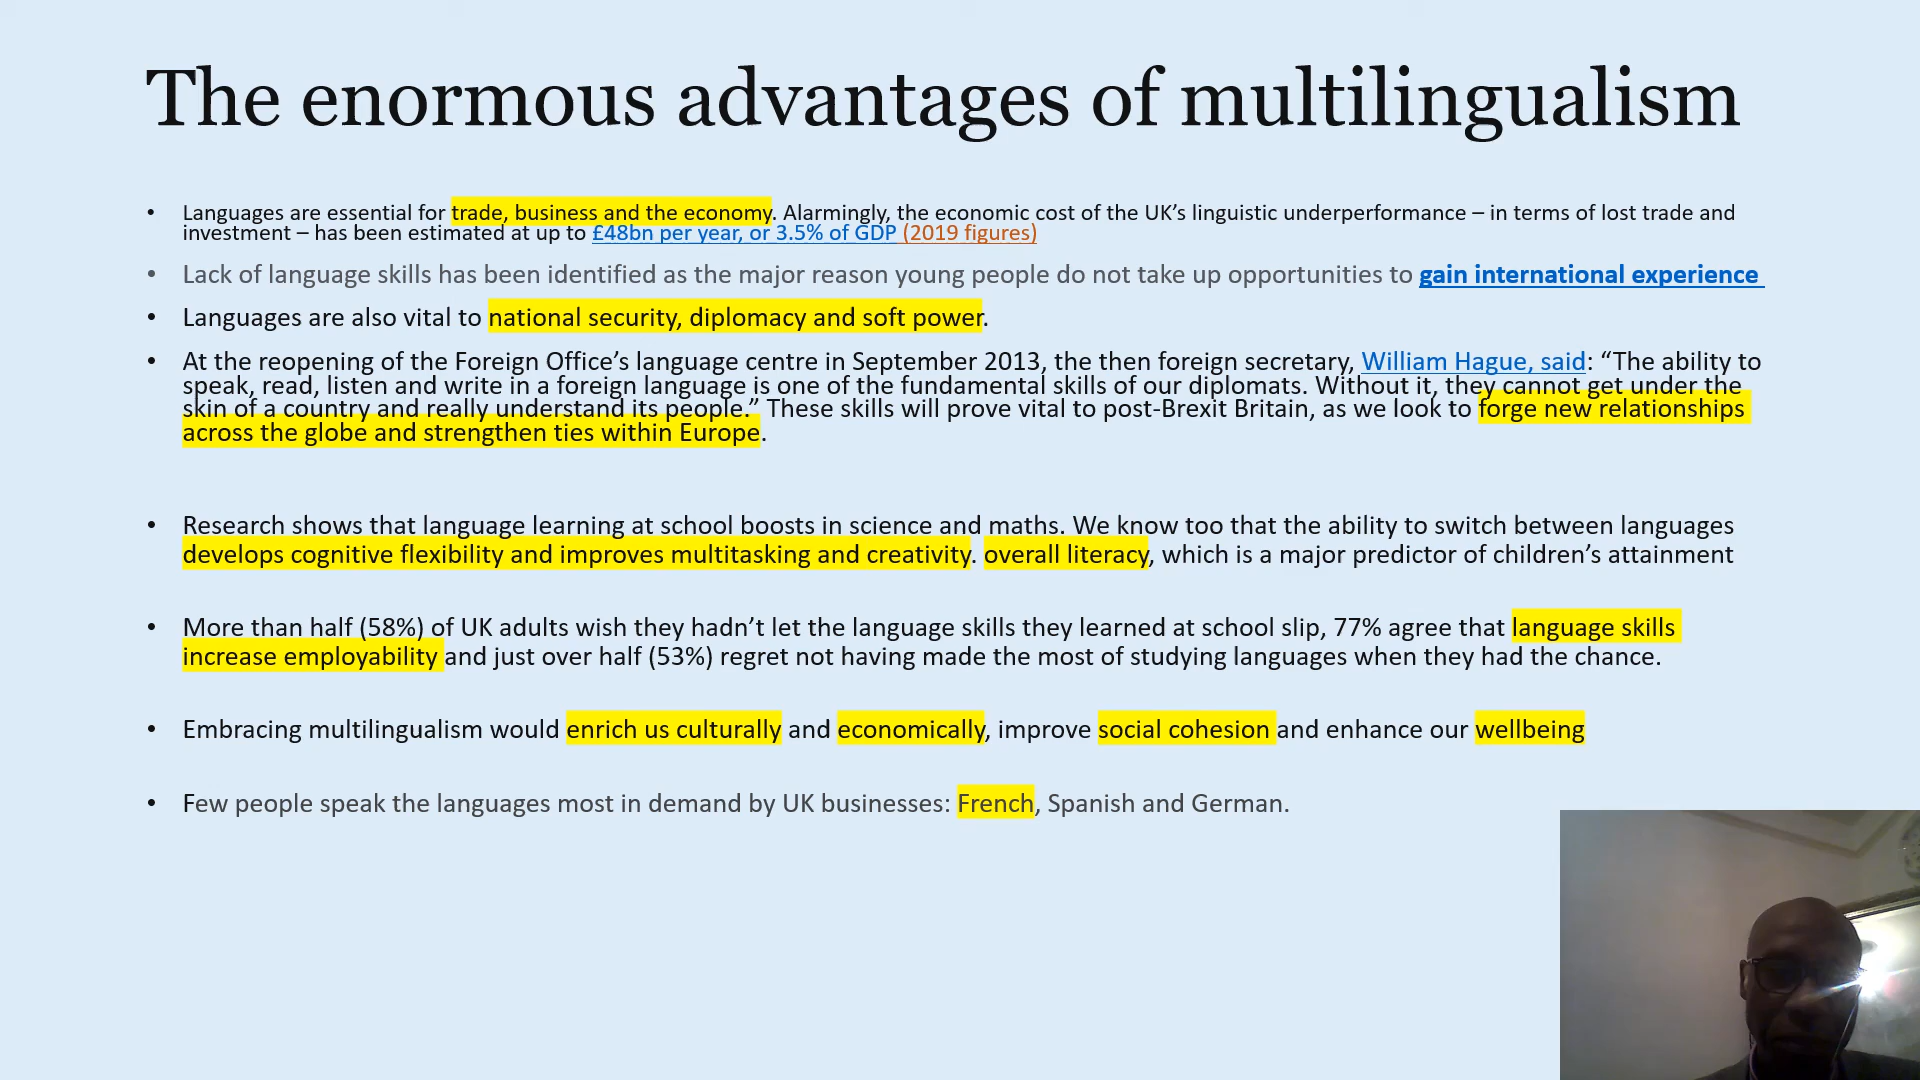 The enormous advantages of multilingualism
• Languages are essential for trade, business and the economy. Alarmingly, the economic cost of the UK’s linguistic underperformance – in terms of lost trade and
investment – has been estimated at up to £48bn per year, or 3.5% of GDP (2019 figures)
• Lack of language skills has been identified as the major reason young people do not take up opportunities to gain international experience
• Languages are also vital to national security, diplomacy and soft power.
• At the reopening of the Foreign Office’s language centre in September 2013, the then foreign secretary, William Hague, said: “The ability to
speak, read, listen and write in a foreign language is one of the fundamental skills of our diplomats. Without it, they cannot get under the
skin of a country and really understand its people.” These skills will prove vital to post-Brexit Britain, as we look to forge new relationships
across the globe and strengthen ties within Europe.
• Research shows that language learning at school boosts in science and maths. We know too that the ability to switch between languages
develops cognitive flexibility and improves multitasking and creativity. overall literacy, which is a major predictor of children’s attainment
• More than half (58%) of UK adults wish they hadn’t let the language skills they learned at school slip, 77% agree that language skills
increase employability and just over half (53%) regret not having made the most of studying languages when they had the chance.
• Embracing multilingualism would enrich us culturally and economically, improve social cohesion and enhance our wellbeing
• Few people speak the languages most in demand by UK businesses: French, Spanish and German.